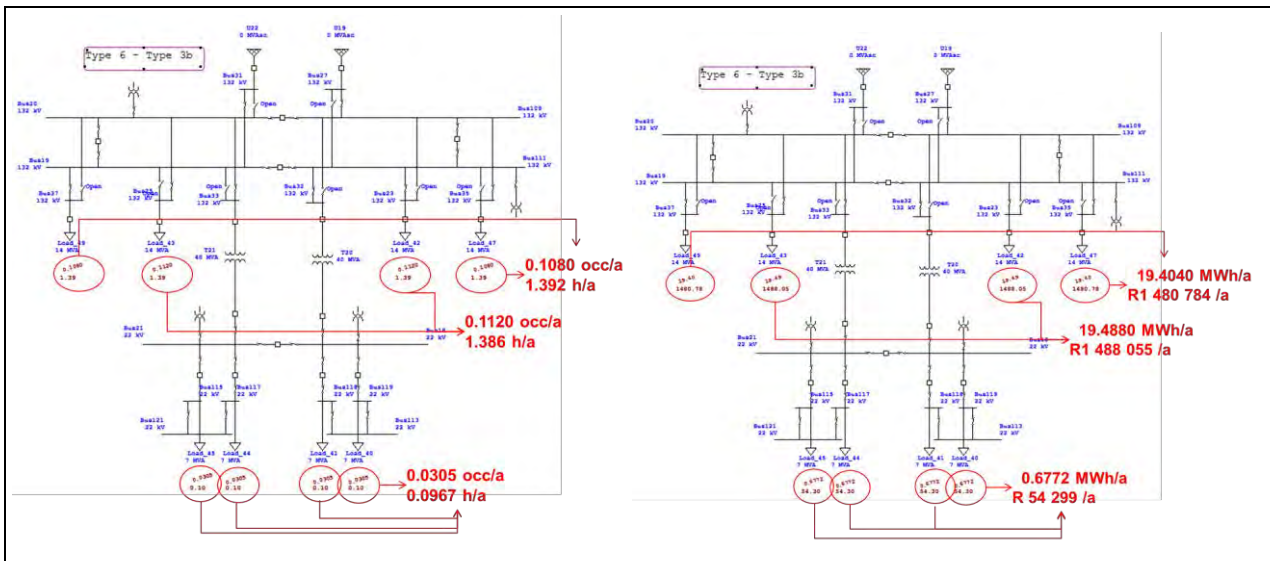 U22
0 MVAsc
U19
0 MVAsc
Type 6 - Type 3b
Bus31
132 kV
Bus27
132 kV
Open
Open
Bus20
132 kV
Bus109
132 kV
Bus19
132 kV
Bus111
132 kV
Bus37
132 kV
Open
132 kV
Open
Bus33
132 kV
Open
Bus32
132 kV
Open
Bus23
132 kV
Open
Bus35
132 kV
Open
Load_49
14 MVA
Load_43
14 MVA
T21
40 MVA
T20
40 MVA
Load_42
14 MVA
Load_47
14 MVA
0.1080
1.39
0.1120
1.39
0.1120
1.39
0.1080
1.39
0.1080 occ/a
1.392 h/a
0.1120 occ/a
1.386 h/a
Bus21
22 kV
22 kV
Bus117
22 kV
Bus118
22 kV
Bus119
22 kV
Bus121
22 kV
Bus113
22 kV
7 MVA
Load_44
7 MVA
Load_41
7 MVA
Load_40
7 MVA
0.0305
0.10
0.0305
0.10
0.0305
0.10
0.0305
0.10
0.0305 occ/a
0.0967 h/a
U22
0 MVAsc
U19
0 MVAsc
Type 6 - Type 3b
Bus31
132 kV
Bus27
132 kV
Open
Open
Bus20
132 kV
Bus109
132 kV
Bus19
132 kV
Bus111
132 kV
Bus37
132 kV
Open
132 kV
Open
132 kV
Open
Bus32
132 kV
Open
Bus23
132 kV
Open
Bus35
132 kV
Open
14 MVA
Load_43
14 MVA
T21
40 MVA
T20
40 MVA
Load_42
14 MVA
Load_47
14 MVA
19.40
1480.78
19.49
1488.05
19.49
1488.05
19.40
1480.78
19.4040 MWh/a
R1 480 784 /a
19.4880 MWh/a
R1 488 055 /a
Bus21
22 kV
22 kV
Bus117
22 kV
22 kV
22 kV
Bus121
22 kV
Bus113
22 kV
7 MVA
Load_44
7 MVA
Load_41
7 MVA
Load_40
7 MVA
0.6772
54.30
0.6772
54.30
0.6772
54.30
0.6772
54.30
0.6772 MWh/a
R 54 299 /a